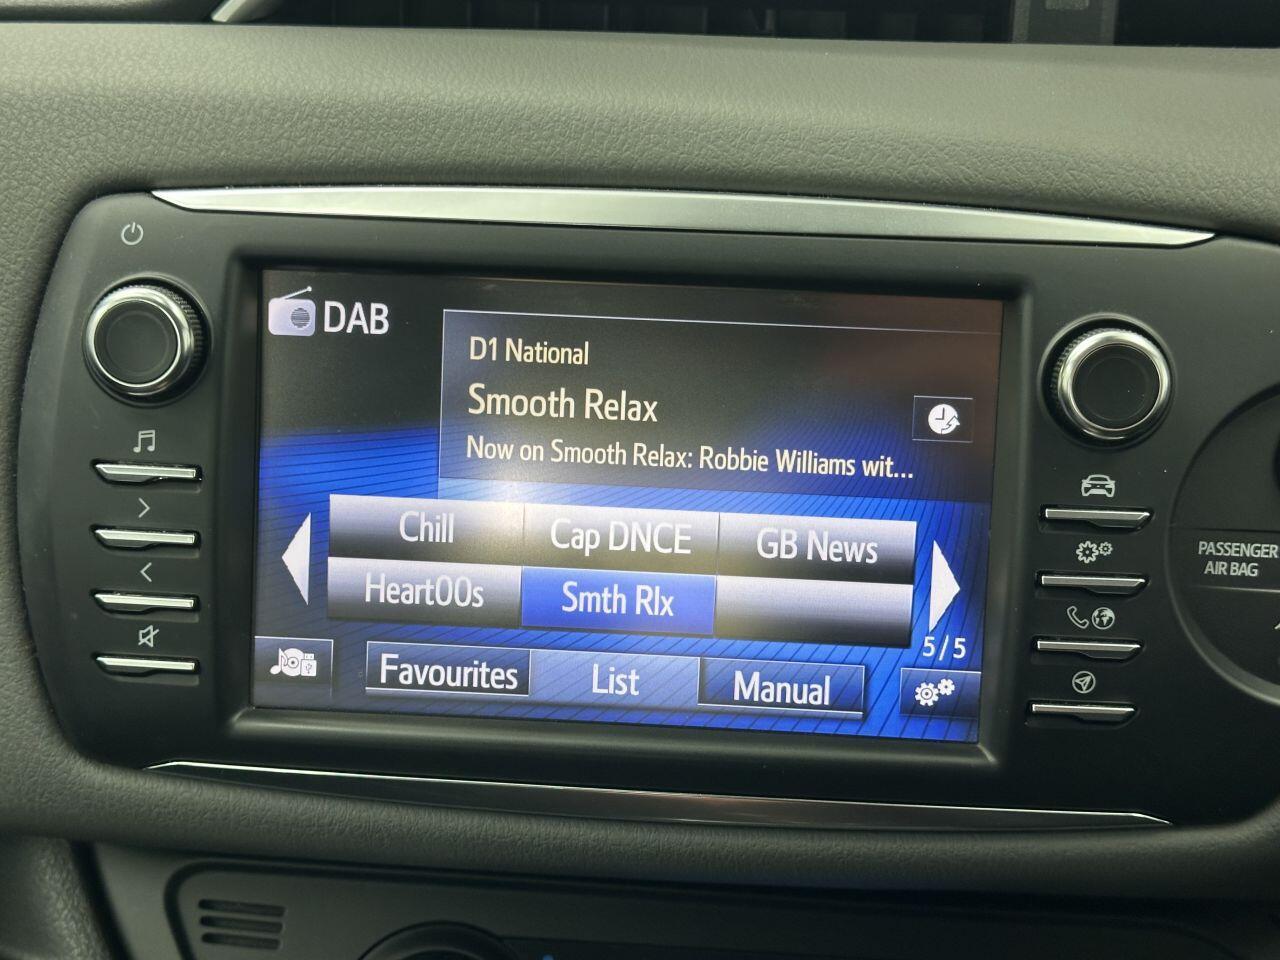 DAB
D1 National
Smooth Relax
Now on Smooth Relax: Robbie Williams wit...
Chill Cap DNCE GB News
Heart00s Smth Rlx
5/5
Favourites List Manual
PASSENGER
AIR BAG